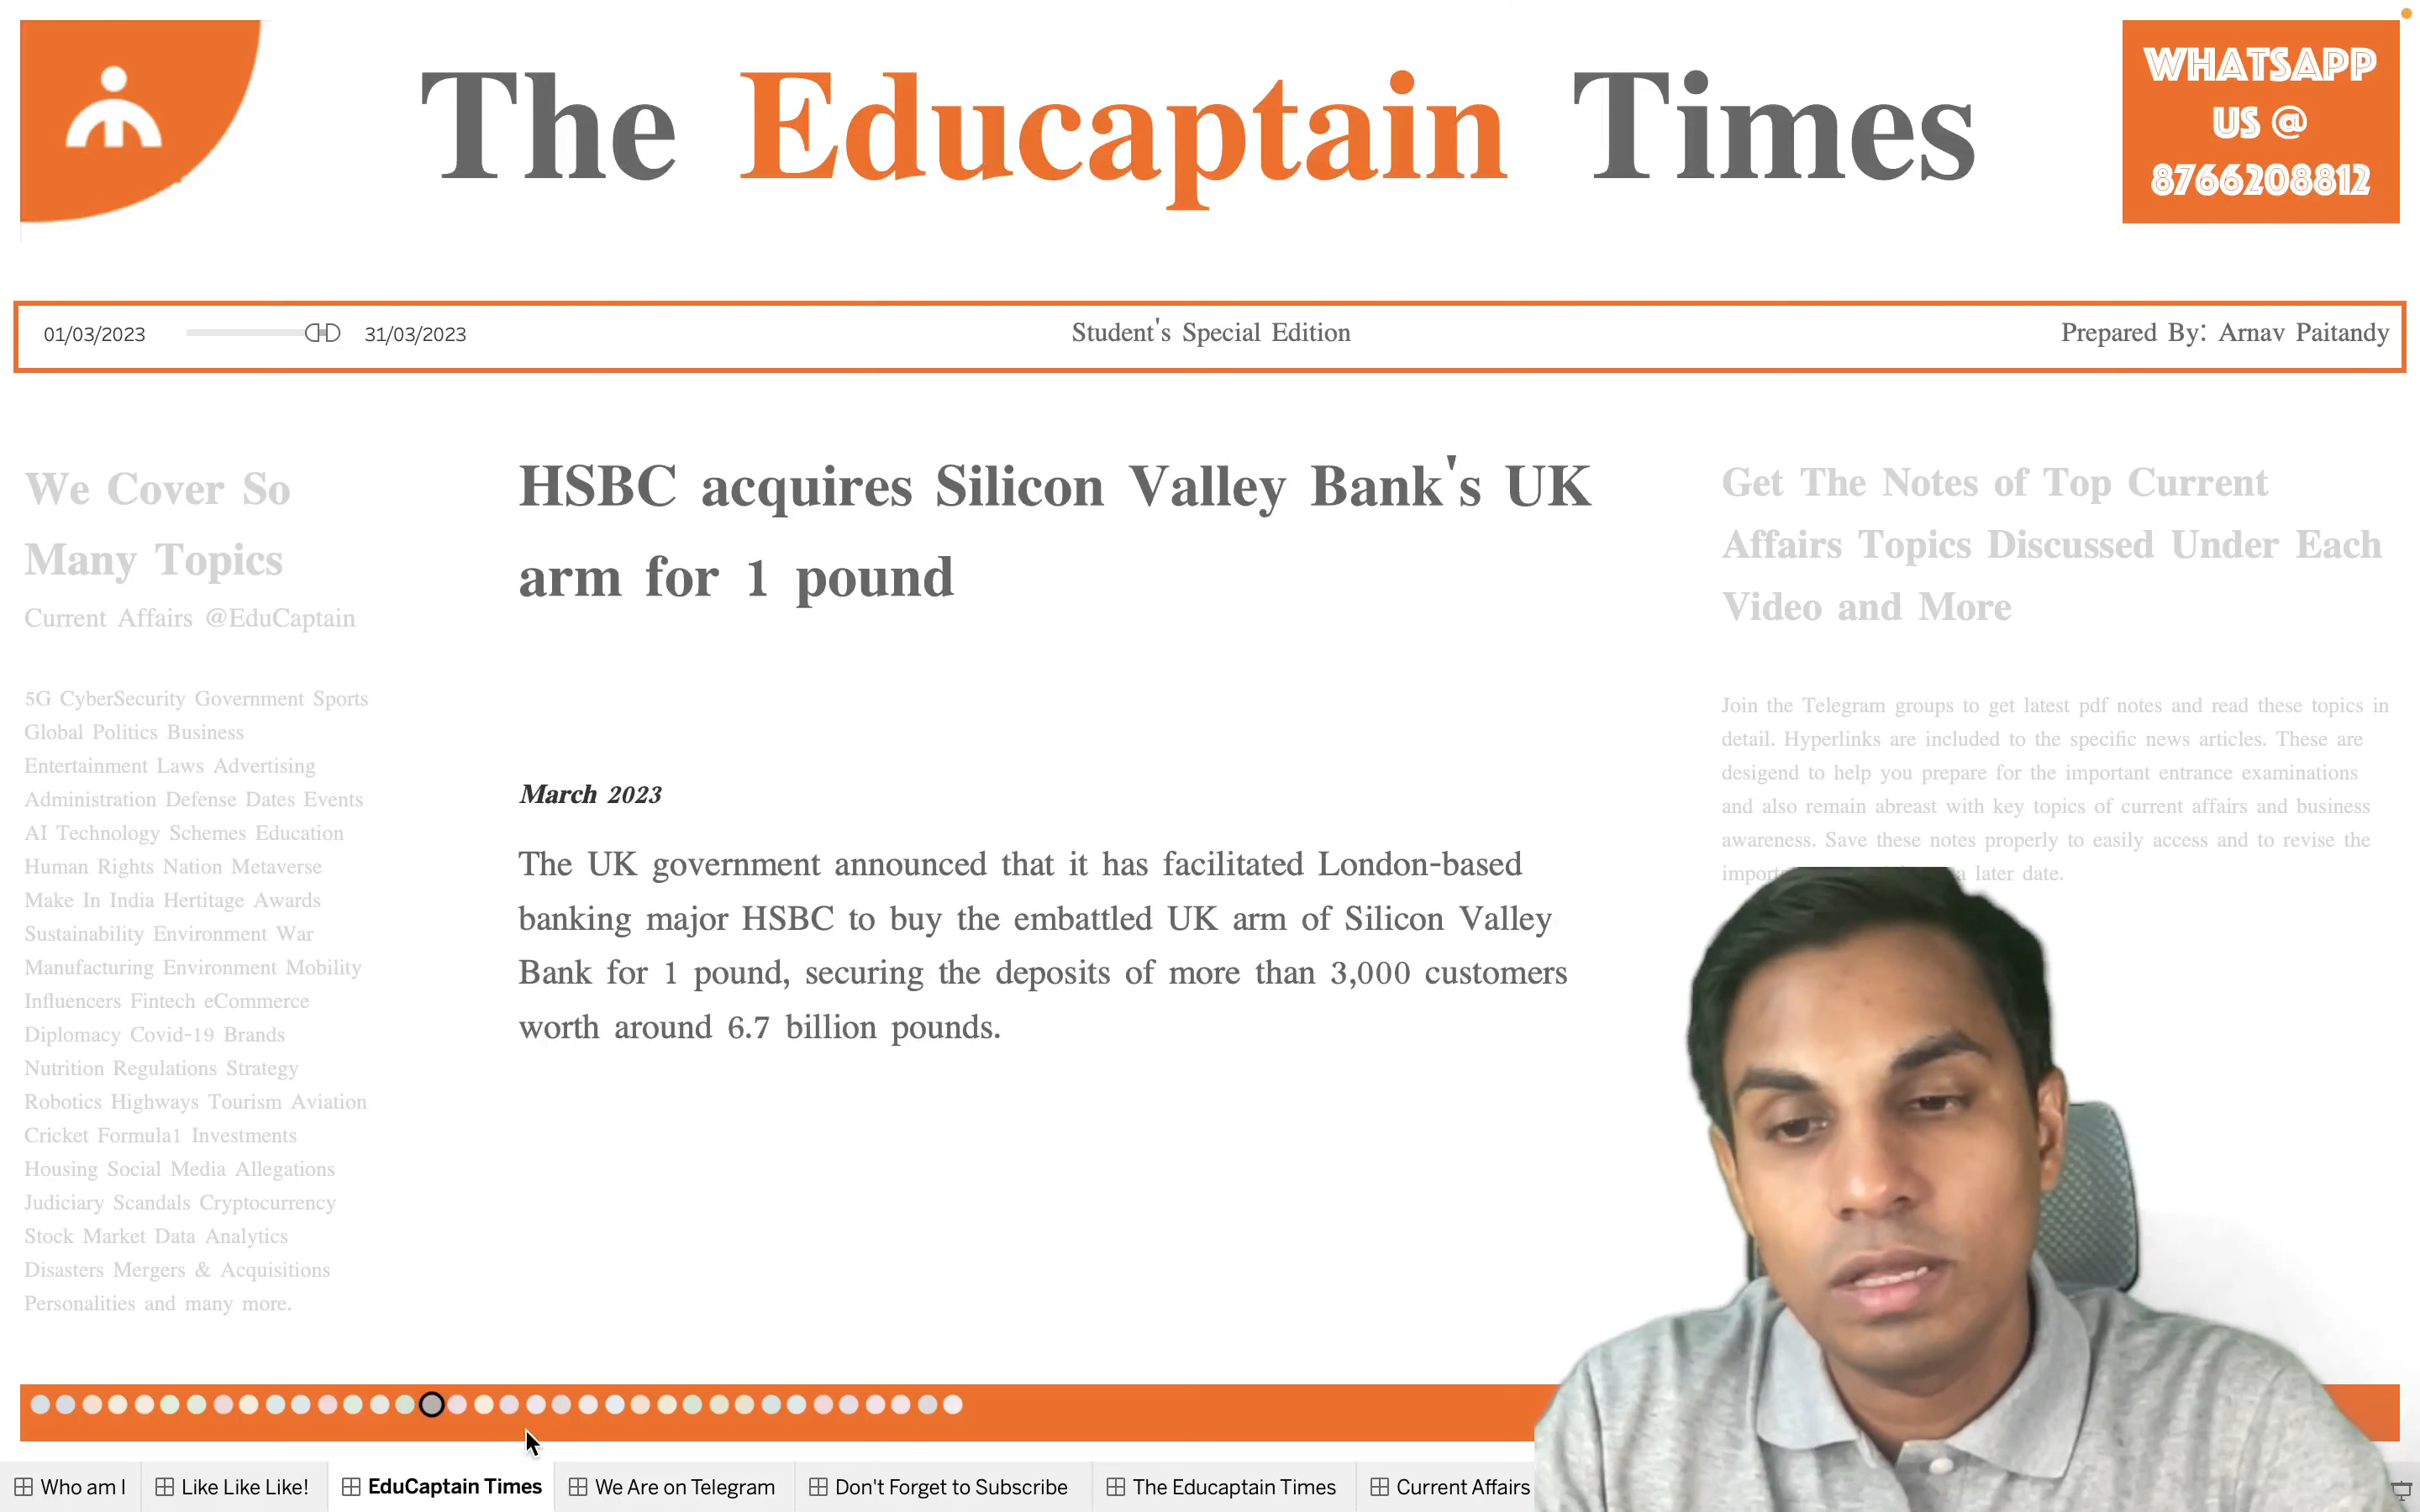 The Educaptain Times
WHATSAPP
US @
8766208812
01/03/2023 31/03/2023 Student's Special Edition Prepared By: Arnav Paitandy
We Cover So
Many Topics
Current Affairs @EduCaptain
5G CyberSecurity Government Sports
Global Politics Business
Entertainment Laws Advertising
Administration Defense Dates Events
AI Technology Schemes Education
Human Rights Nation Metaverse
Make In India Hertitage Awards
Sustainability Environment War
Manufacturing Environment Mobility
Influencers Fintech eCommerce
Diplomacy Covid-19 Brands
Nutrition Regulations Strategy
Robotics Highways Tourism Aviation
Cricket Formula1 Investments
Housing Social Media Allegations
Judiciary Scandals Cryptocurrency
Stock Market Data Analytics
Disasters Mergers & Acquisitions
Personalities and many more.
HSBC acquires Silicon Valley Bank's UK
arm for 1 pound
March 2023
The UK government announced that it has facilitated London-based
banking major HSBC to buy the embattled UK arm of Silicon Valley
Bank for 1 pound, securing the deposits of more than 3,000 customers
worth around 6.7 billion pounds.
Get The Notes of Top Current
Affairs Topics Discussed Under Each
Video and More
Join the Telegram groups to get latest pdf notes and read these topics in
detail. Hyperlinks are included to the specific news articles. These are
desigend to help you prepare for the important entrance examinations
and also remain abreast with key topics of current affairs and business
awareness. Save these notes properly to easily access and to revise the
a later date.
Who am I Like Like Like! EduCaptain Times We Are on Telegram Don't Forget to Subscribe The Educaptain Times Current Affairs